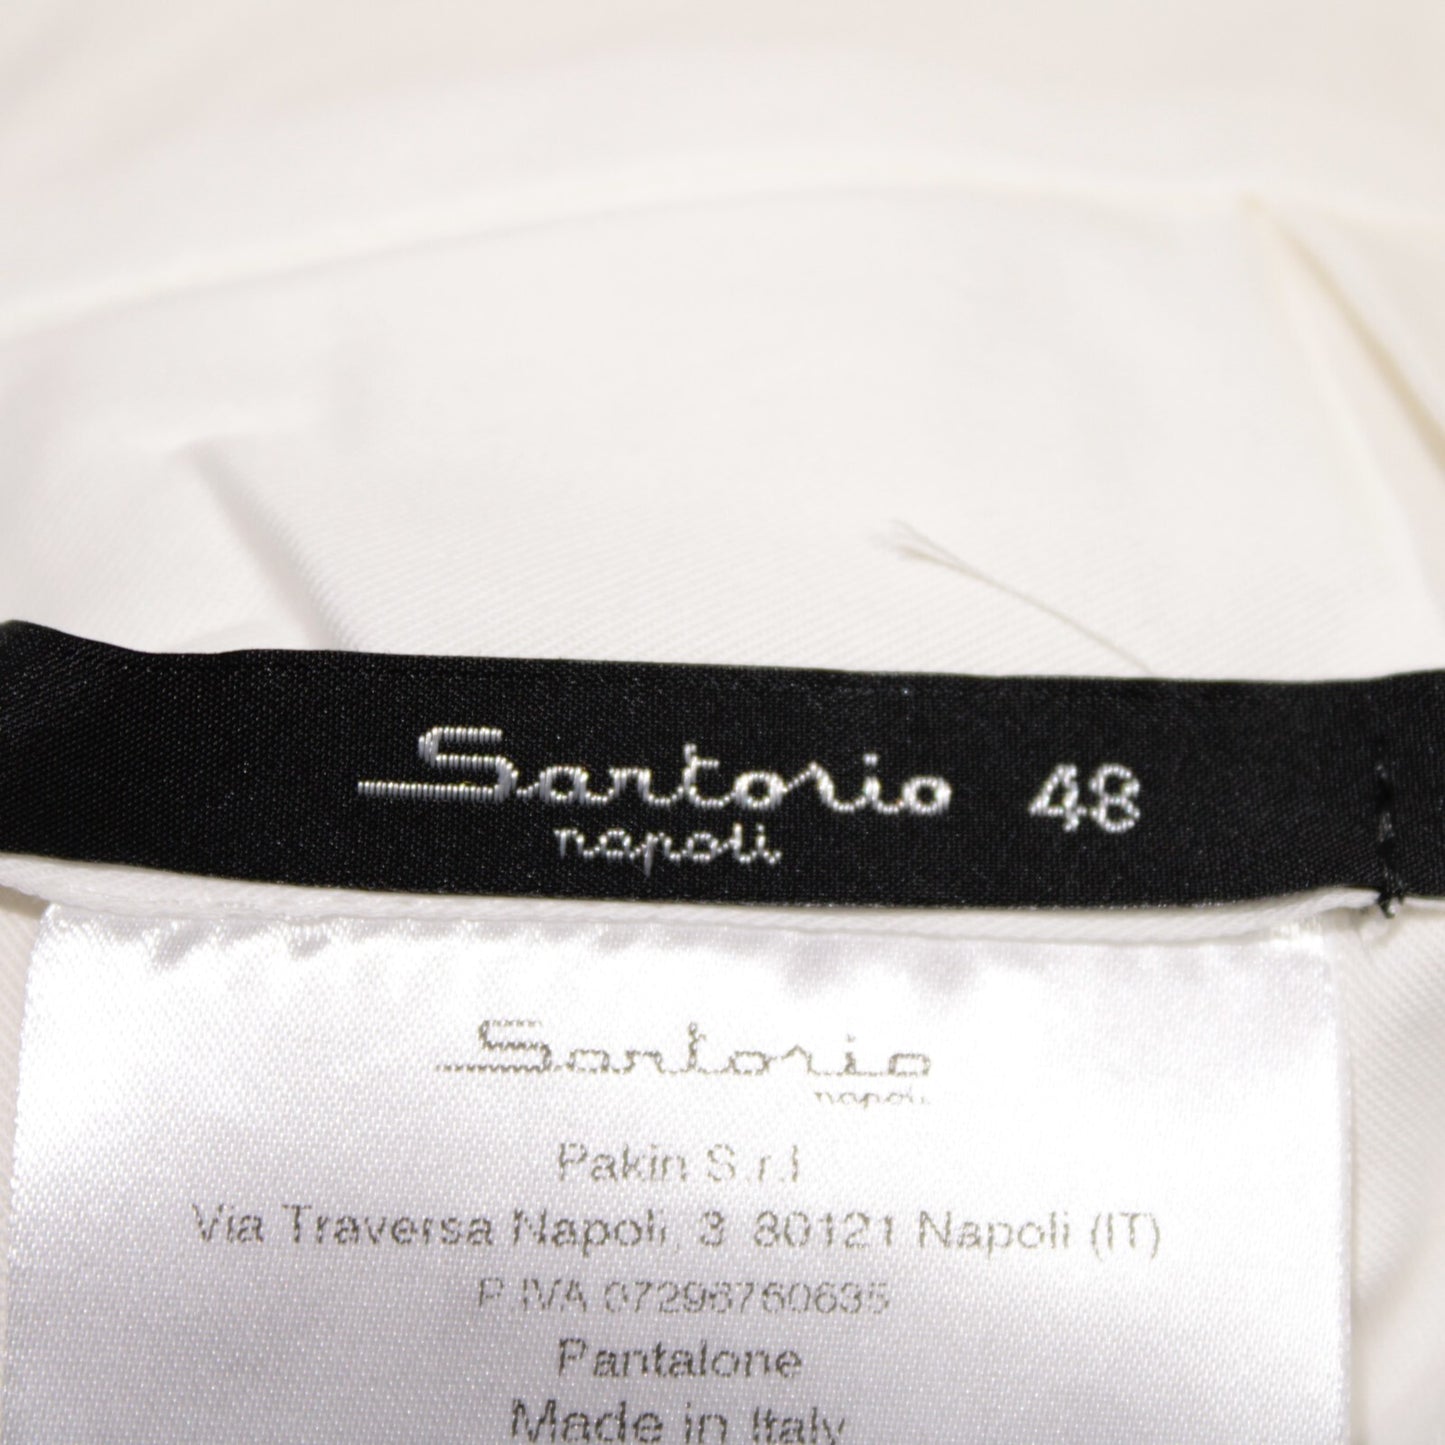 Sartorio 48
napoli
Sartorio
napoli
Pakin S.r.l
Via Traversa Napoli, 3 80121 Napoli (IT)
P.IVA 07296760635
Pantalone
Made in Italy